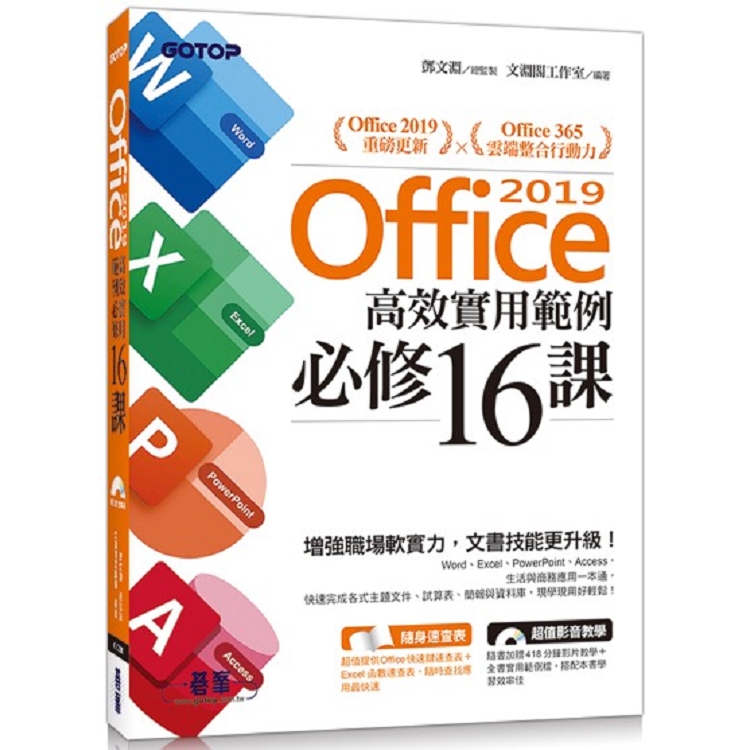 GOTOP
鄧文淵/總監製 文淵閣工作室/編著
Office 2019
重磅更新
×
Office 365
雲端整合行動力
2019
Office
高效實用範例
必修16課
Word
Excel
PowerPoint
Access
W
X
P
A
增強職場軟實力,文書技能更升級!
Word、Excel、PowerPoint、Access,
生活與商務應用一本通,
快速完成各式主題文件、試算表、簡報與資料庫,現學現用好輕鬆!
隨身速查表
超值提供Office快速鍵速查表+
Excel 函數速查表,隨時查找應
用最快速
超值影音教學
隨書加贈418分鐘影片教學+
全書實用範例檔,搭配本書學
習效率佳
碁峯
www.gotop.com.tw
GOTOP
Office 2019
高效實用範例必修
16課